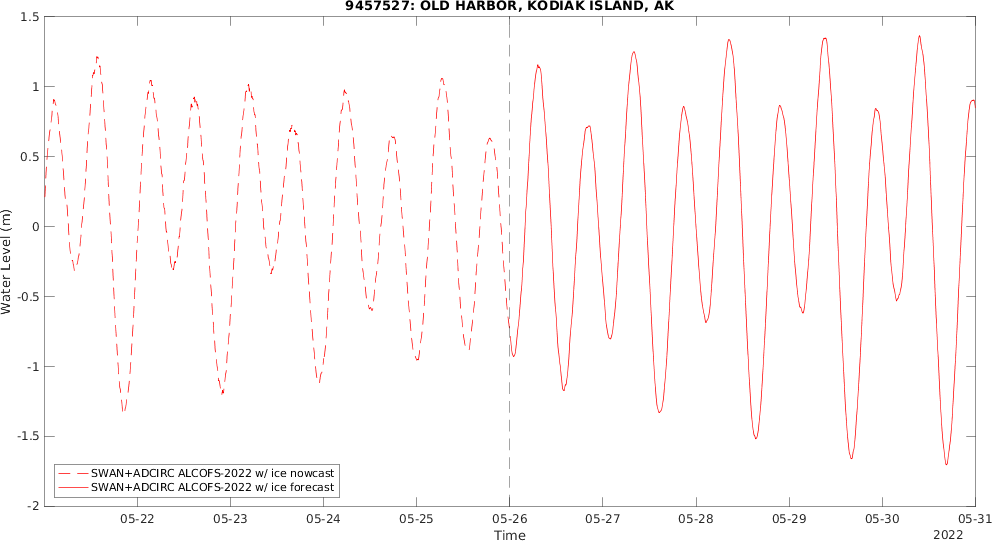 9457527: OLD HARBOR, KODIAK ISLAND, AK
1.5
1
0.5
0
-0.5
-1
-1.5
-2
Water Level (m)
SWAN+ADCIRC ALCOFS-2022 w/ ice nowcast
SWAN+ADCIRC ALCOFS-2022 w/ ice forecast
05-22 05-23 05-24 05-25 05-26 05-27 05-28 05-29 05-30 05-31
Time
2022